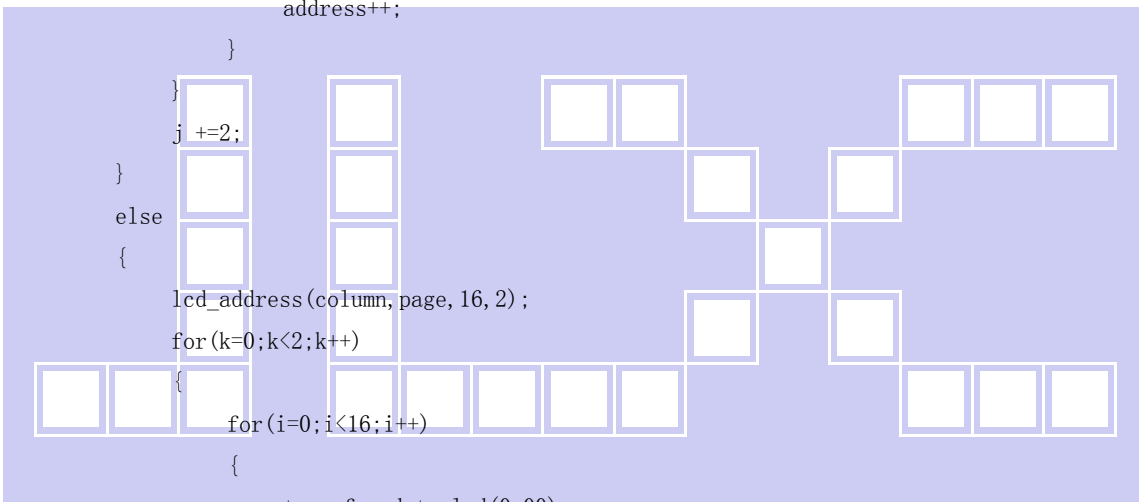 address++;
}
}
j +=2;
}
else
{
lcd_address(column,page,16,2);
for(k=0;k<2;k++)
{
for(i=0;i<16;i++)
{